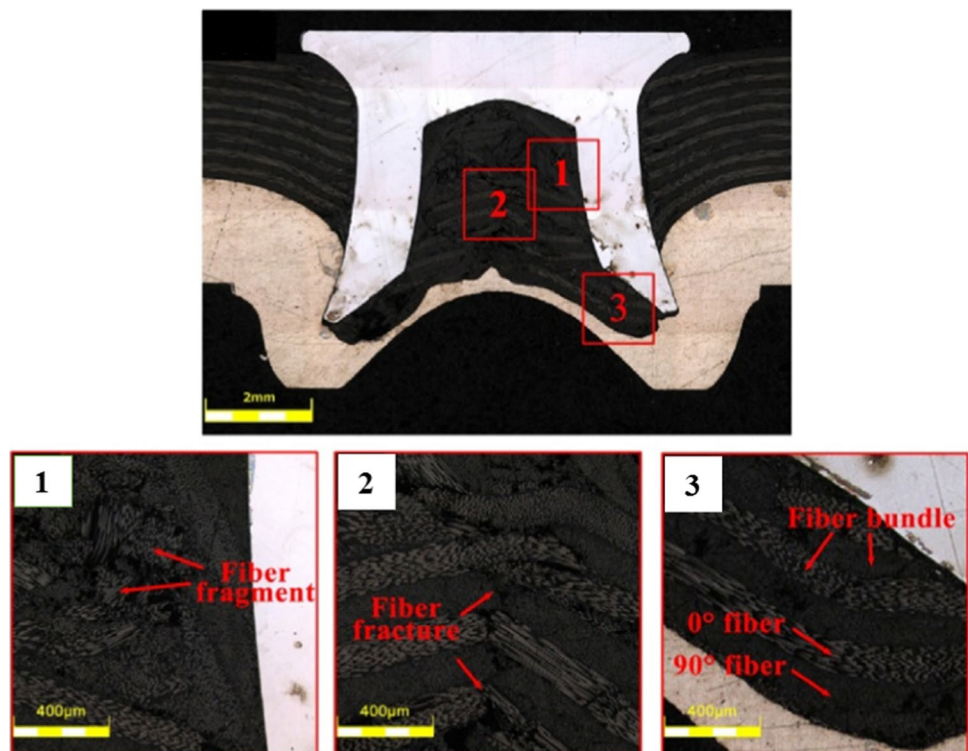 1
2
3
2mm
1
Fiber
fragment
400μm
2
Fiber
fracture
400μm
3
Fiber bundle
0° fiber
90° fiber
400μm